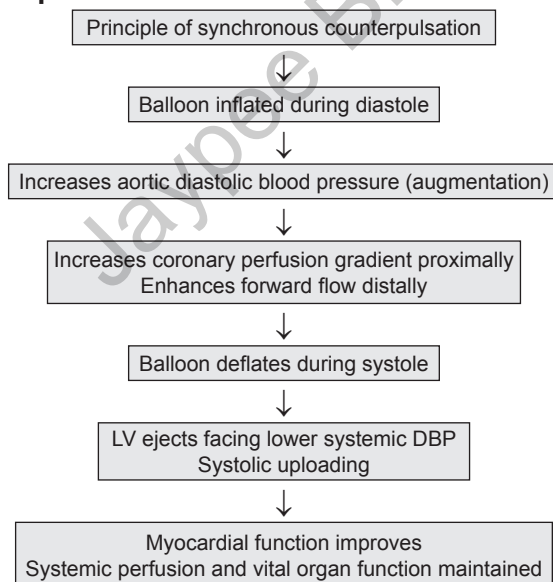 Principle of synchronous counterpulsation
↓
Balloon inflated during diastole
↓
Increases aortic diastolic blood pressure (augmentation)
↓
Increases coronary perfusion gradient proximally
Enhances forward flow distally
↓
Balloon deflates during systole
↓
LV ejects facing lower systemic DBP
Systolic uploading
↓
Myocardial function improves
Systemic perfusion and vital organ function maintained
Jaypee B